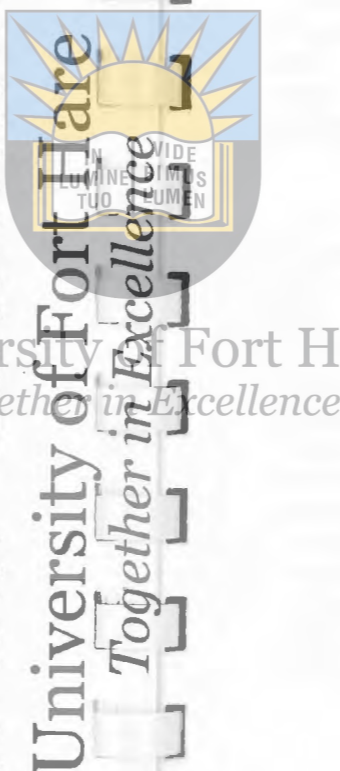 IN VIDE
LUMINE BIMUS
TUO LUMEN
University of Fort Hare
Together in Excellence
rsity of Fort H
ether in Excellence